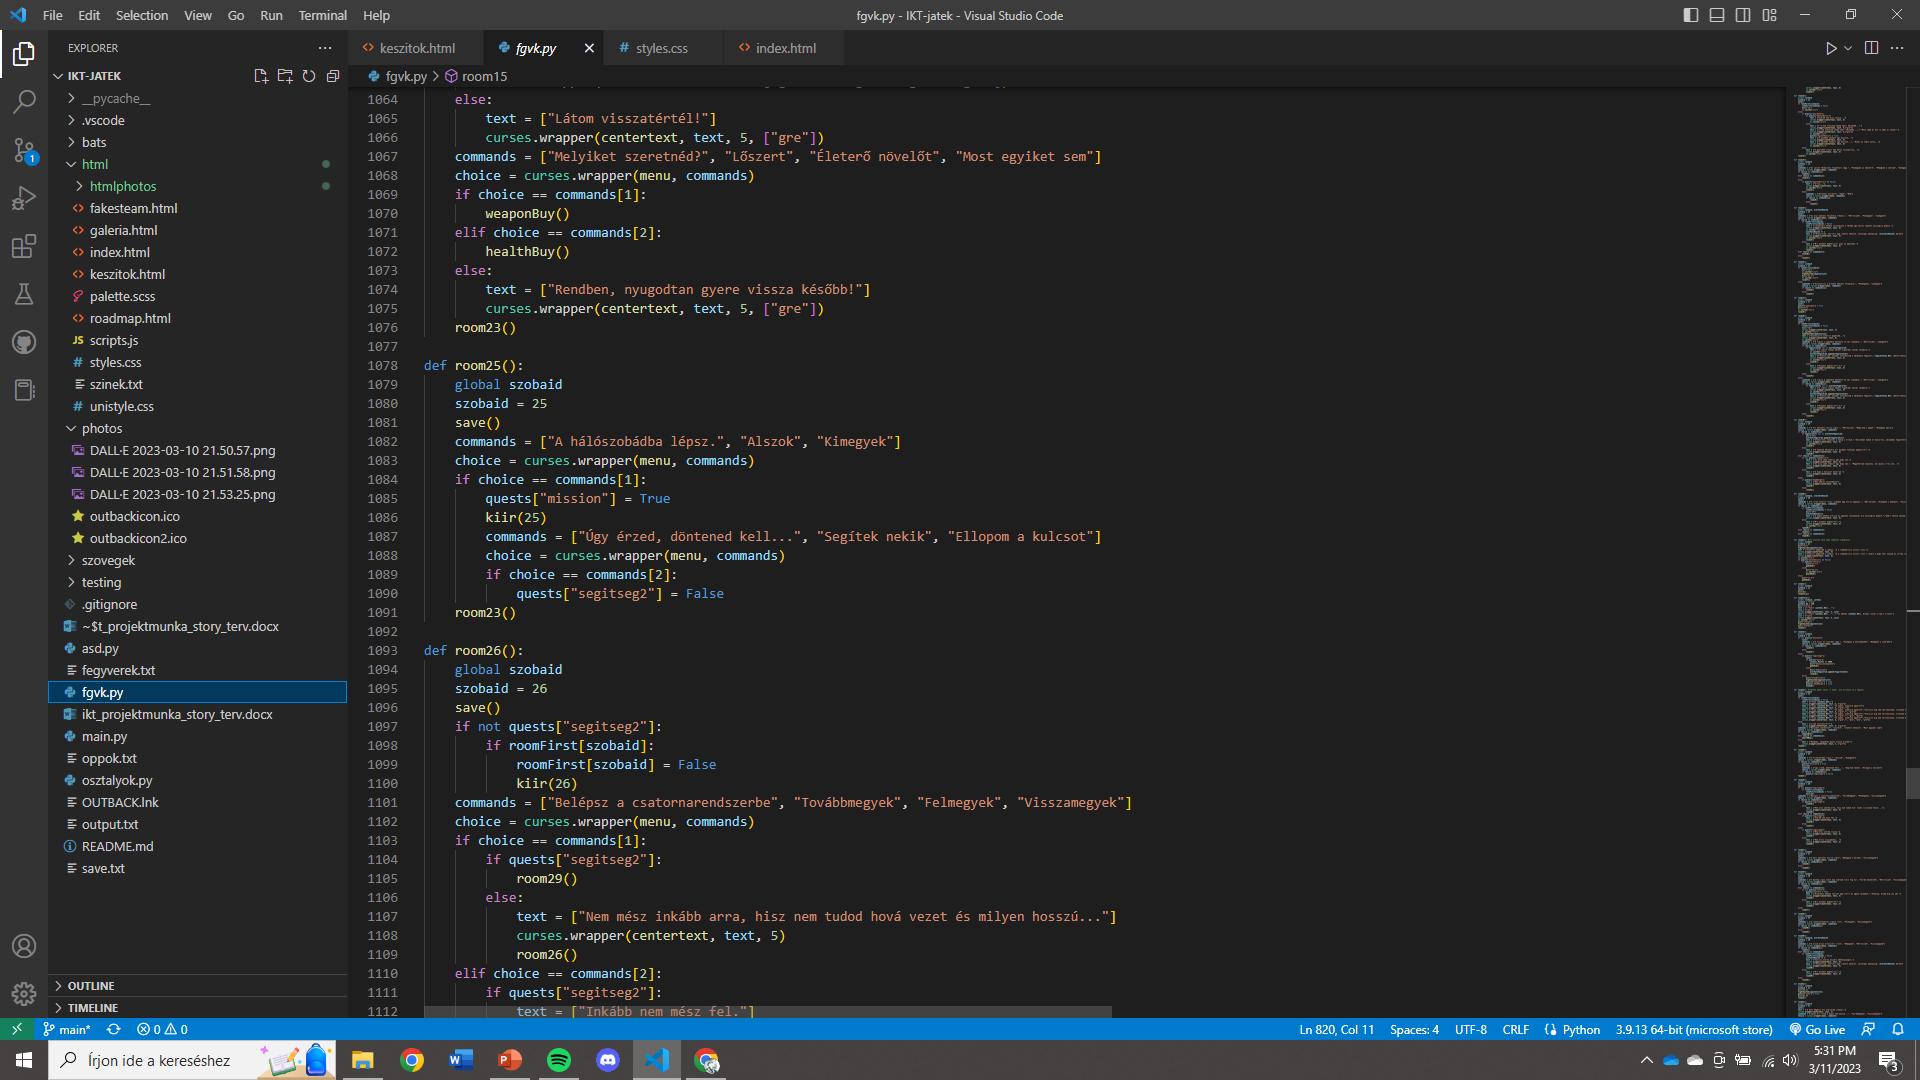 File Edit Selection View Go Run Terminal Help
fgvk.py - IKT-jatek - Visual Studio Code
EXPLORER
IKT-JATEK
__pycache__
.vscode
bats
html
htmlphotos
fakesteam.html
galeria.html
index.html
keszitok.html
palette.scss
roadmap.html
scripts.js
styles.css
szinek.txt
unistyle.css
photos
DALL·E 2023-03-10 21.50.57.png
DALL·E 2023-03-10 21.51.58.png
DALL·E 2023-03-10 21.53.25.png
outbackicon.ico
outbackicon2.ico
szovegek
testing
.gitignore
~$t_projektmunka_story_terv.docx
asd.py
fegyverek.txt
fgvk.py
ikt_projektmunka_story_terv.docx
main.py
oppok.txt
osztalyok.py
OUTBACK.lnk
output.txt
README.md
save.txt
OUTLINE
TIMELINE
keszitok.html fgvk.py styles.css index.html
fgvk.py > room15
1064 else:
1065 text = ["Látom visszatértél!"]
1066 curses.wrapper(centertext, text, 5, ["gre"])
1067 commands = ["Melyiket szeretnéd?", "Lőszert", "Életerő növelőt", "Most egyiket sem"]
1068 choice = curses.wrapper(menu, commands)
1069 if choice == commands[1]:
1070 weaponBuy()
1071 elif choice == commands[2]:
1072 healthBuy()
1073 else:
1074 text = ["Rendben, nyugodtan gyere vissza később!"]
1075 curses.wrapper(centertext, text, 5, ["gre"])
1076 room23()
1077
1078 def room25():
1079 global szobaid
1080 szobaid = 25
1081 save()
1082 commands = ["A hálószobádba lépsz.", "Alszok", "Kimegyek"]
1083 choice = curses.wrapper(menu, commands)
1084 if choice == commands[1]:
1085 quests["mission"] = True
1086 kiir(25)
1087 commands = ["Úgy érzed, döntened kell...", "Segítek nekik", "Ellopom a kulcsot"]
1088 choice = curses.wrapper(menu, commands)
1089 if choice == commands[2]:
1090 quests["segitseg2"] = False
1091 room23()
1092
1093 def room26():
1094 global szobaid
1095 szobaid = 26
1096 save()
1097 if not quests["segitseg2"]:
1098 if roomFirst[szobaid]:
1099 roomFirst[szobaid] = False
1100 kiir(26)
1101 commands = ["Belépsz a csatornarendszerbe", "Továbbmegyek", "Felmegyek", "Visszamegyek"]
1102 choice = curses.wrapper(menu, commands)
1103 if choice == commands[1]:
1104 if quests["segitseg2"]:
1105 room29()
1106 else:
1107 text = ["Nem mész inkább arra, hisz nem tudod hová vezet és milyen hosszú..."]
1108 curses.wrapper(centertext, text, 5)
1109 room26()
1110 elif choice == commands[2]:
1111 if quests["segitseg2"]:
1112 text = ["Inkább nem mész fel."]
main* 0 0 Ln 820, Col 11 Spaces: 4 UTF-8 CRLF Python 3.9.13 64-bit (microsoft store) Go Live
Írjon ide a kereséshez
5:31 PM
3/11/2023
3
1